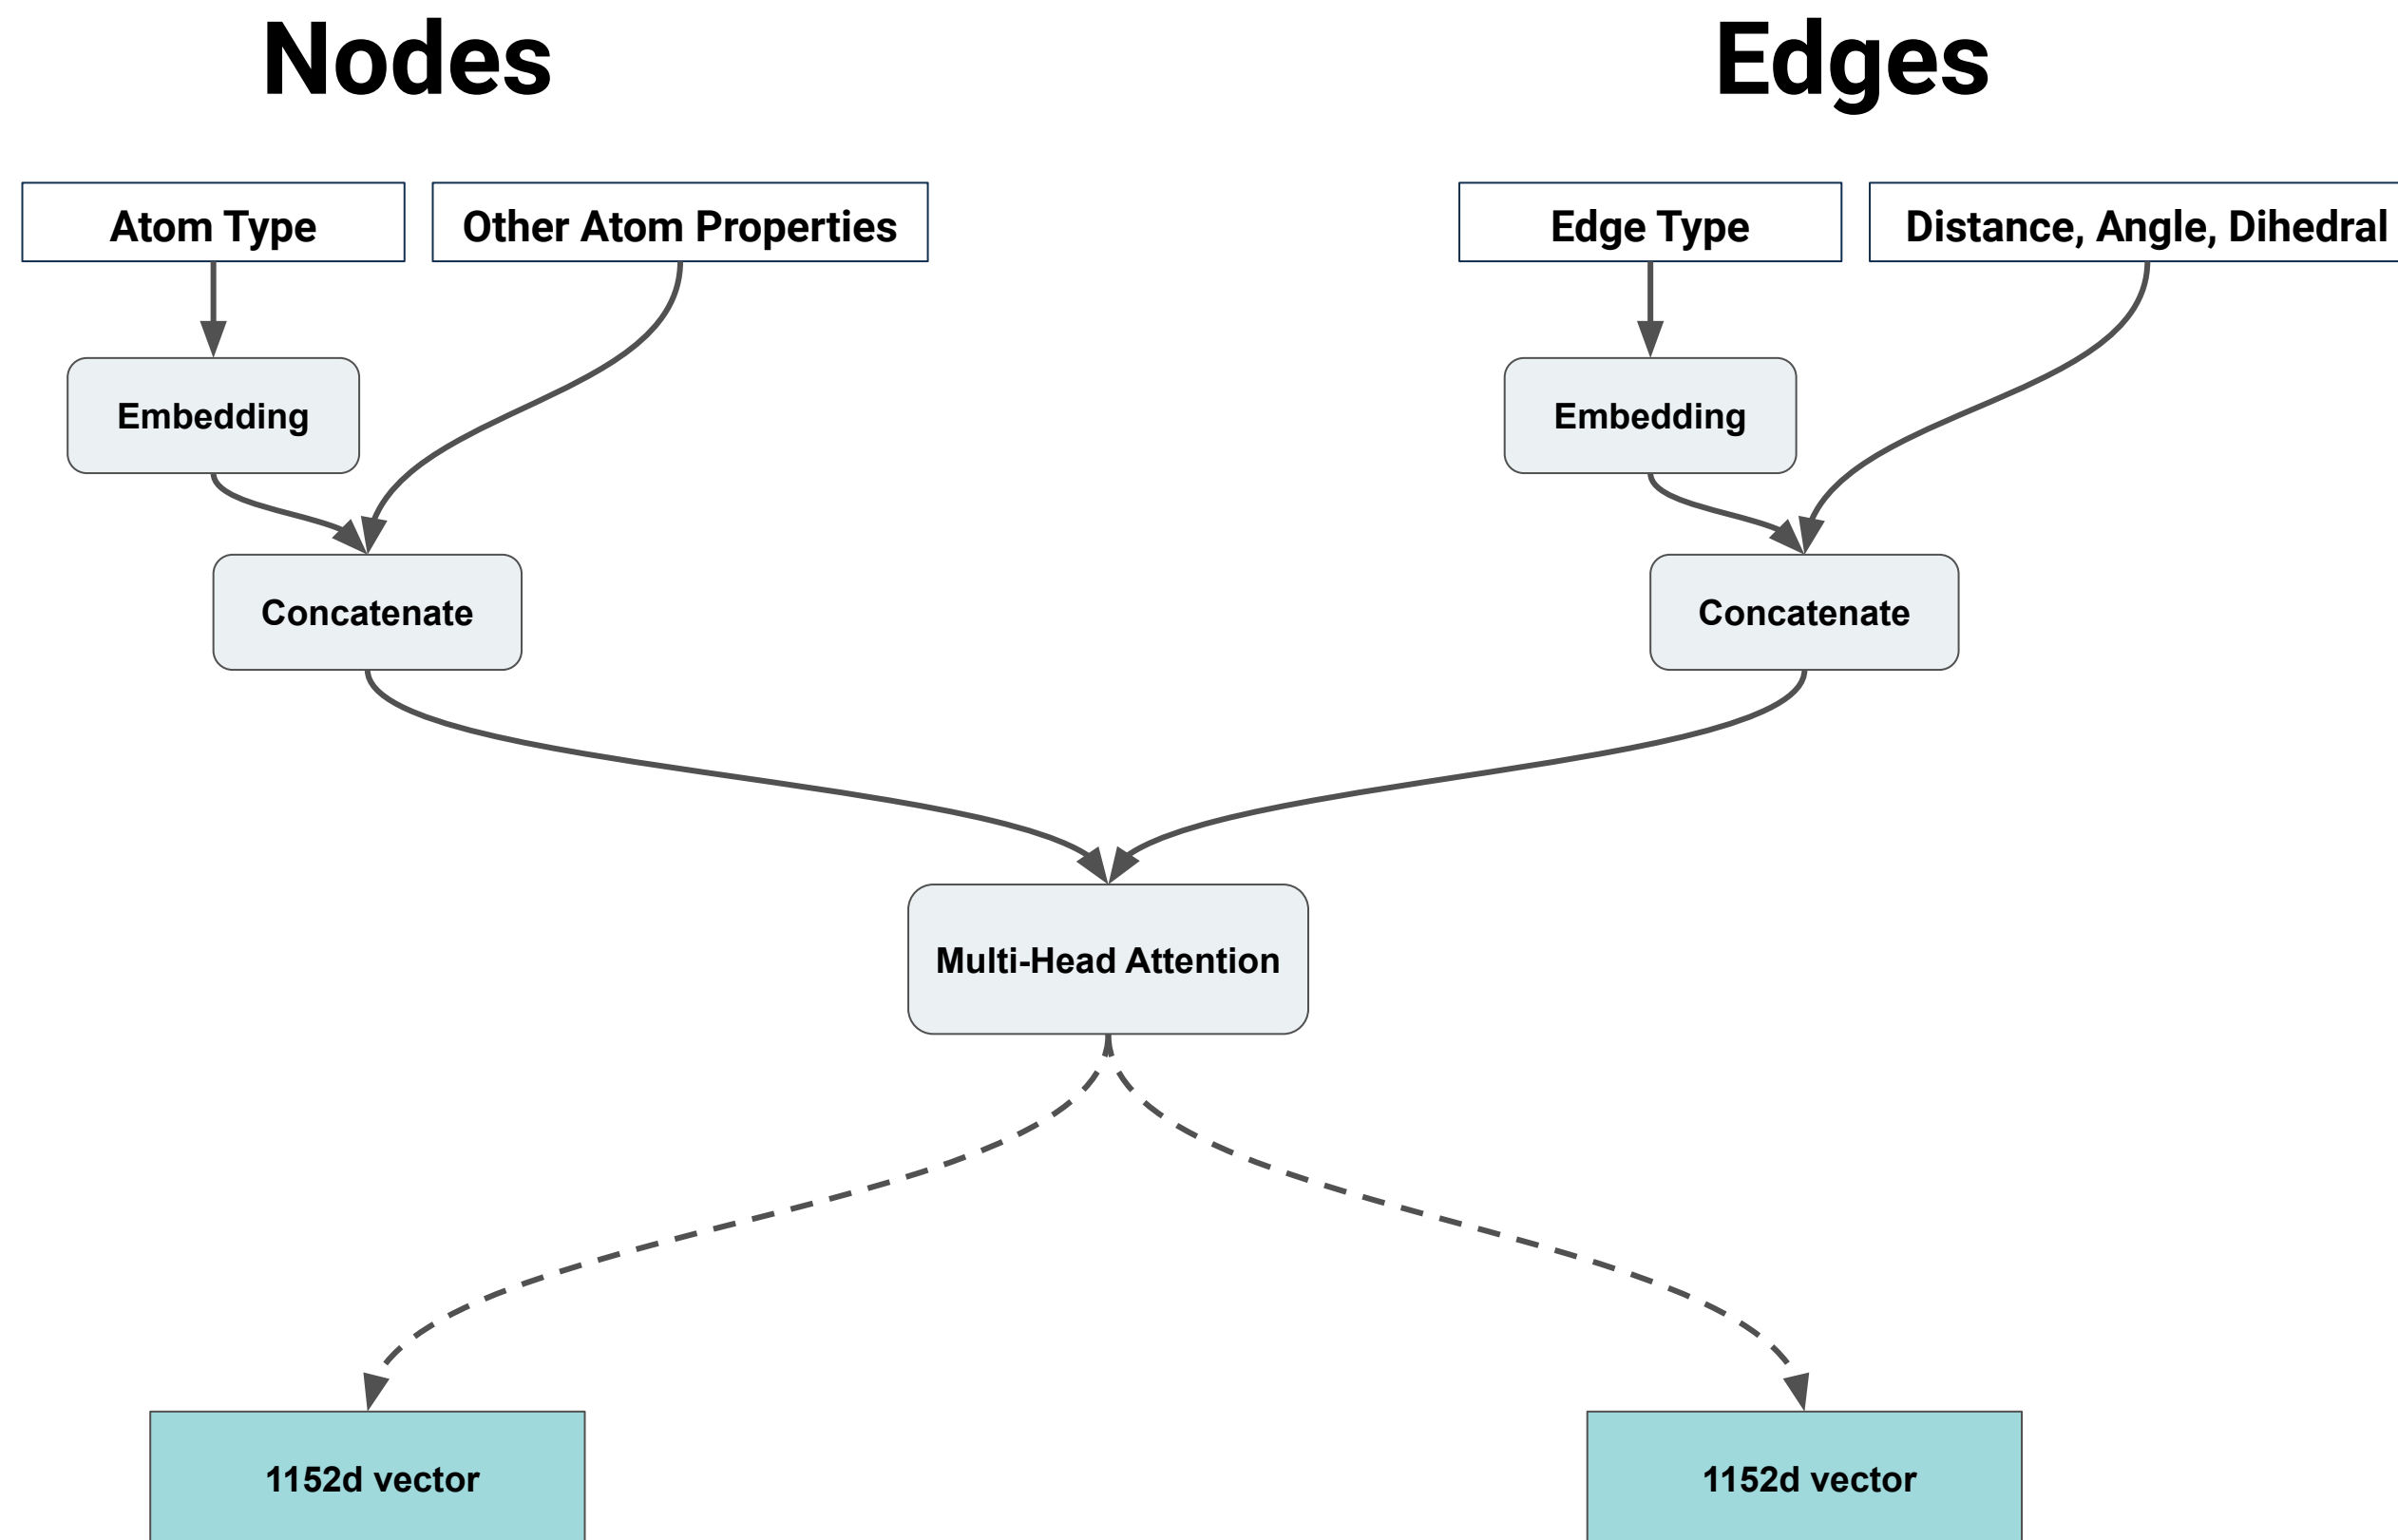 Nodes
Edges
Atom Type
Other Atom Properties
Edge Type
Distance, Angle, Dihedral
Embedding
Embedding
Concatenate
Concatenate
Multi-Head Attention
1152d vector
1152d vector